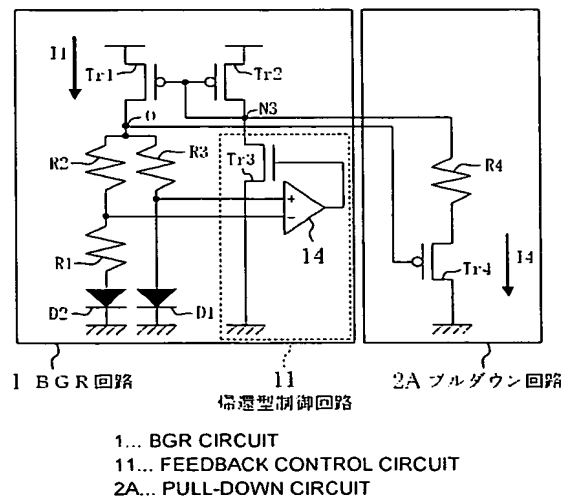 I1
Tr1
Tr2
O
N3
R2
R3
Tr3
R4
+
-
14
R1
Tr4
I4
D2
D1
1 BGR回路
11
帰還型制御回路
2A プルダウン回路
1... BGR CIRCUIT
11... FEEDBACK CONTROL CIRCUIT
2A... PULL-DOWN CIRCUIT